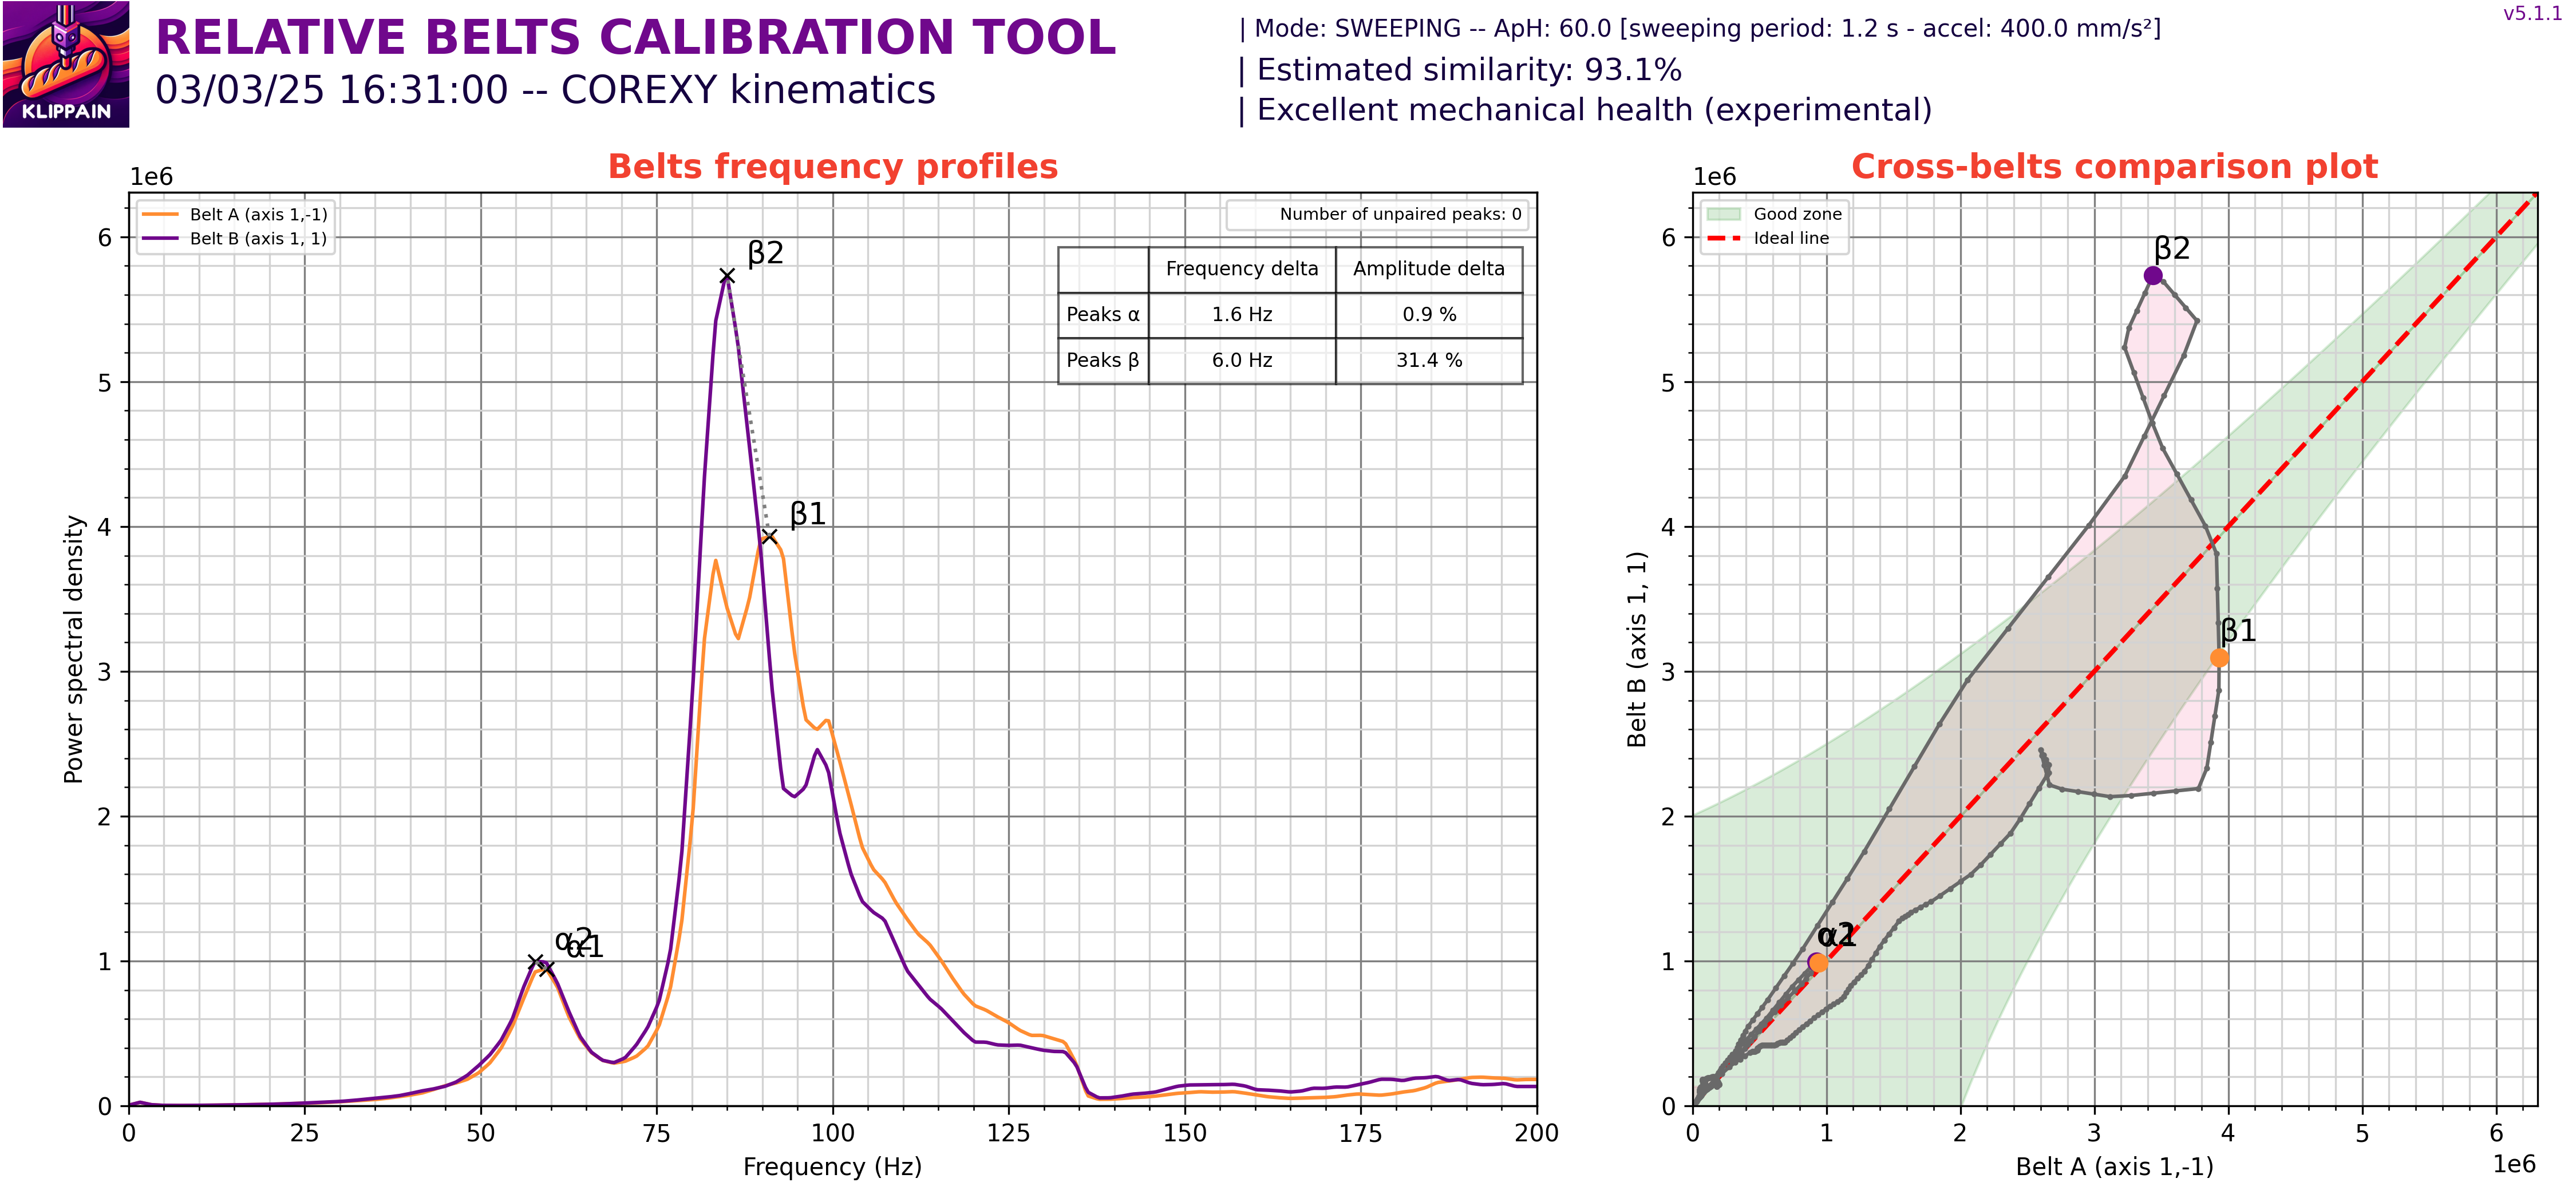 KLIPPAIN
RELATIVE BELTS CALIBRATION TOOL
03/03/25 16:31:00 -- COREXY kinematics
| Mode: SWEEPING -- ApH: 60.0 [sweeping period: 1.2 s - accel: 400.0 mm/s²]
| Estimated similarity: 93.1%
| Excellent mechanical health (experimental)
v5.1.1
Belts frequency profiles
1e6
Belt A (axis 1,-1)
Belt B (axis 1, 1)
Number of unpaired peaks: 0
Frequency delta Amplitude delta
Peaks α 1.6 Hz 0.9 %
Peaks β 6.0 Hz 31.4 %
β2
β1
α2
α1
6
5
4
3
2
1
0
Power spectral density
0 25 50 75 100 125 150 175 200
Frequency (Hz)
Cross-belts comparison plot
1e6
Good zone
Ideal line
β2
β1
α2
α1
6
5
4
3
2
1
0
Belt B (axis 1, 1)
0 1 2 3 4 5 6
1e6
Belt A (axis 1,-1)